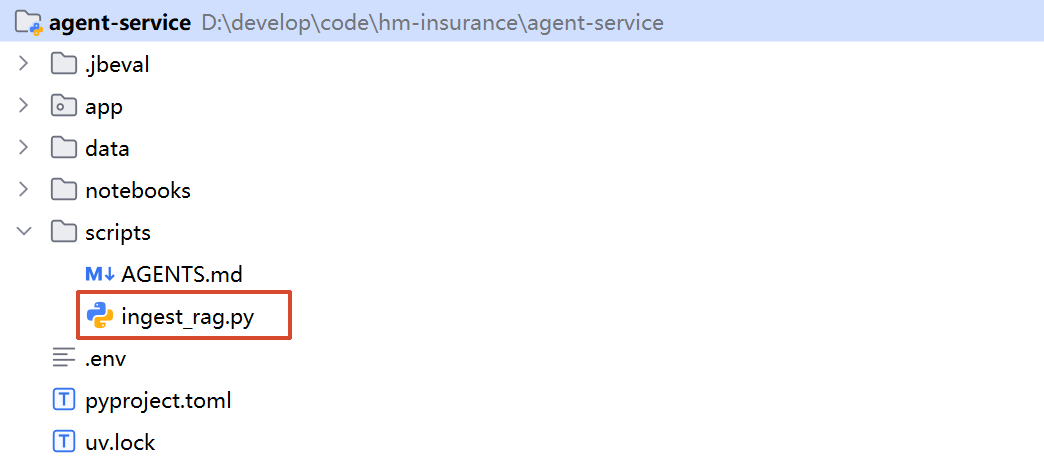 agent-service D:\develop\code\hm-insurance\agent-service
.jbeval
app
data
notebooks
scripts
M↓ AGENTS.md
ingest_rag.py
.env
T pyproject.toml
T uv.lock